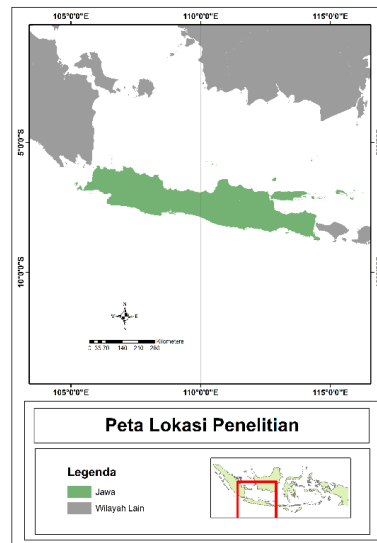 105°0'0"E 110°0'0"E 115°0'0"E
5°0'0"S
10°0'0"S
N
W E
S
Kilometers
0 35 70 140 210 280
105°0'0"E 110°0'0"E 115°0'0"E
Peta Lokasi Penelitian
Legenda
Jawa
Wilayah Lain